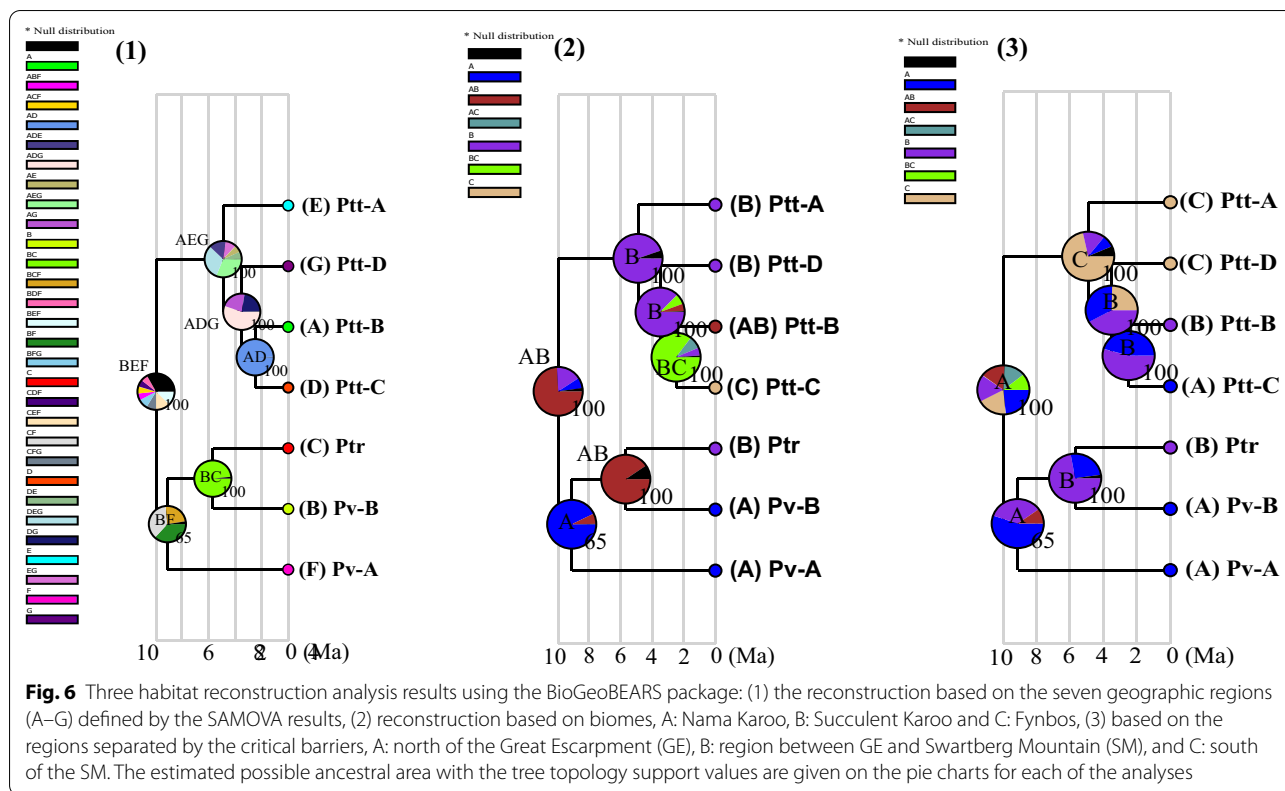 * Null distribution
(1)
A
ABF
ACF
AD
ADE
ADG
AE
AEG
AG
B
BC
BCF
BDF
BEF
BF
BFG
C
CDF
CEF
CF
CFG
D
DE
DEG
DG
E
EG
F
G
AEG
100
ADG
100
AD
100
BEF
100
BC
100
BF
65
(E) Ptt-A
(G) Ptt-D
(A) Ptt-B
(D) Ptt-C
(C) Ptr
(B) Pv-B
(F) Pv-A
10 6 8 2 0 4 (Ma)
* Null distribution
(2)
A
AB
AC
B
BC
C
B
100
B
100
BC
100
AB
100
AB
100
A
65
(B) Ptt-A
(B) Ptt-D
(AB) Ptt-B
(C) Ptt-C
(B) Ptr
(A) Pv-B
(A) Pv-A
10 8 6 4 2 0 (Ma)
* Null distribution
(3)
A
AB
AC
B
BC
C
C
100
B
100
B
100
A
100
B
100
A
65
(C) Ptt-A
(C) Ptt-D
(B) Ptt-B
(A) Ptt-C
(B) Ptr
(A) Pv-B
(A) Pv-A
10 8 6 4 2 0 (Ma)
Fig. 6 Three habitat reconstruction analysis results using the BioGeoBEARS package: (1) the reconstruction based on the seven geographic regions
(A–G) defined by the SAMOVA results, (2) reconstruction based on biomes, A: Nama Karoo, B: Succulent Karoo and C: Fynbos, (3) based on the
regions separated by the critical barriers, A: north of the Great Escarpment (GE), B: region between GE and Swartberg Mountain (SM), and C: south
of the SM. The estimated possible ancestral area with the tree topology support values are given on the pie charts for each of the analyses